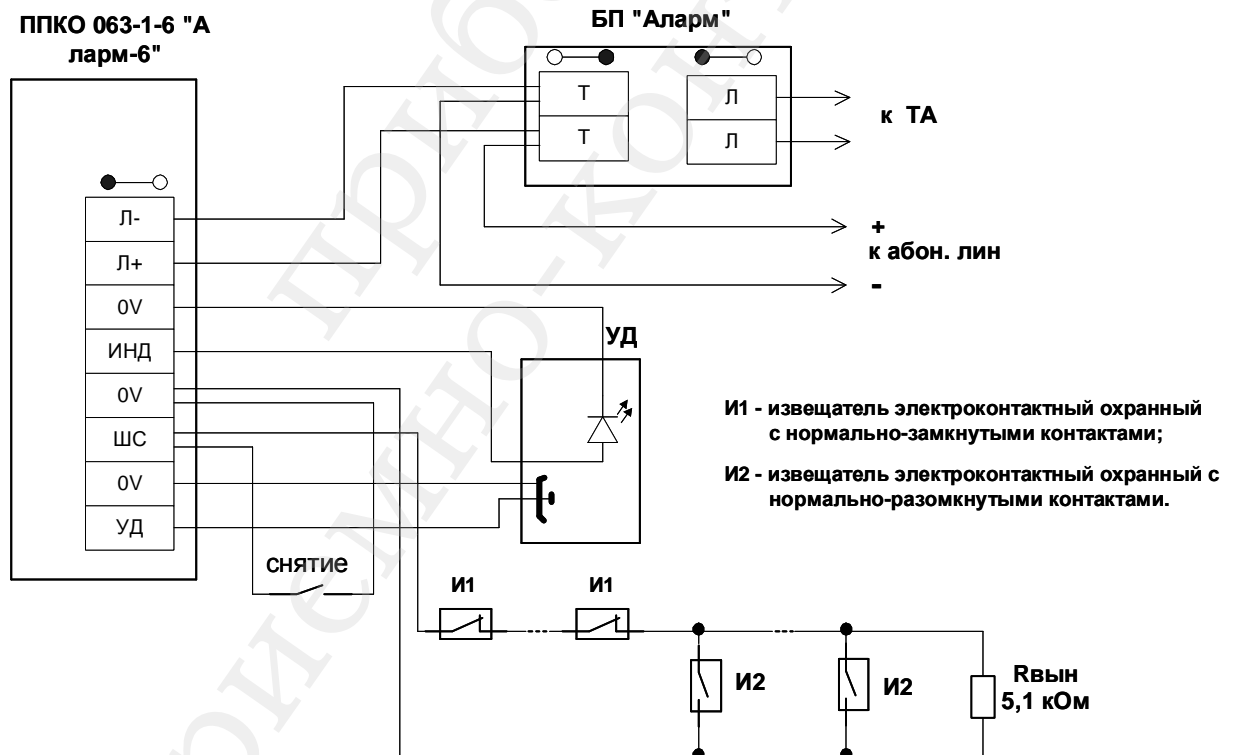 ППКО 063-1-6 "А
ларм-6"
БП "Аларм"
Т
Т
Л
Л
к ТА
+
к абон. лин
-
Л-
Л+
0V
ИНД
0V
ШС
0V
УД
УД
И1 - извещатель электроконтактный охранный
с нормально-замкнутыми контактами;
И2 - извещатель электроконтактный охранный с
нормально-разомкнутыми контактами.
снятие
И1
И1
И2
И2
Rвын
5,1 кОм